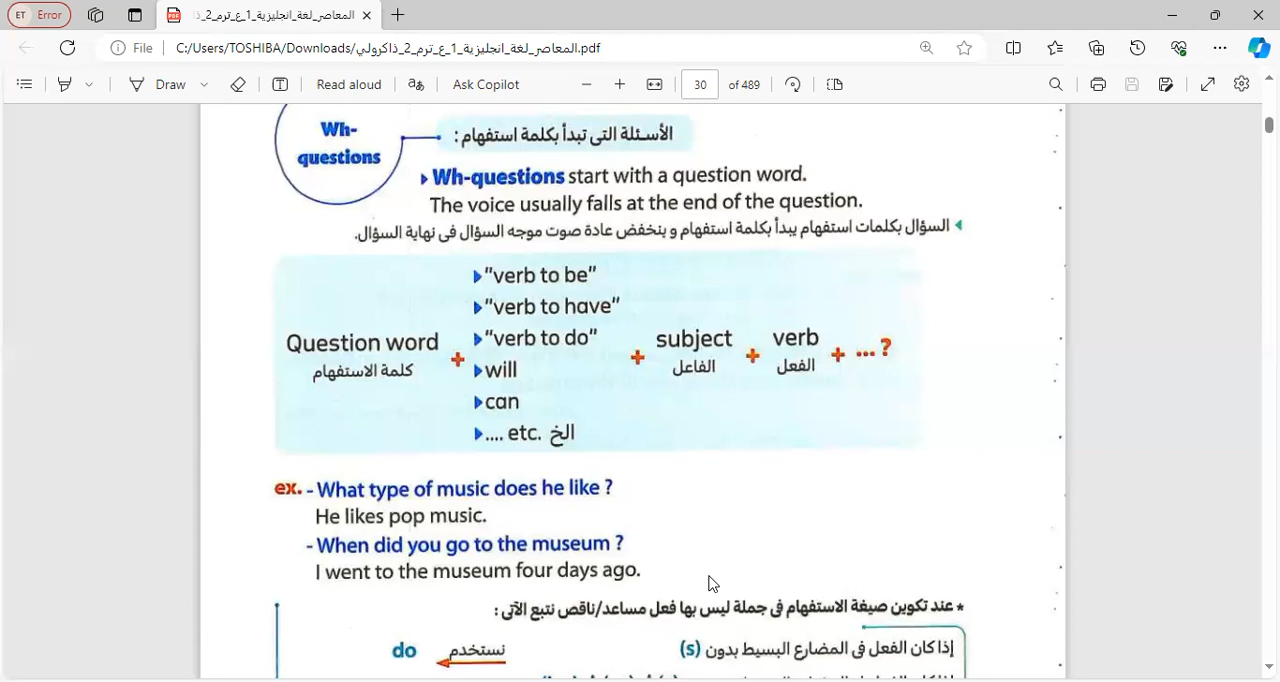 ET Error
المعاصر_لغة_انجليزية_1_ع_ترم_2_ذا
File C:/Users/TOSHIBA/Downloads/المعاصر_لغة_انجليزية_1_ع_ترم_2_ذاكرولي.pdf
Draw Read aloud Ask Copilot 30 of 489
Wh-questions
الأسئلة التى تبدأ بكلمة استفهام :
Wh-questions start with a question word.
The voice usually falls at the end of the question.
السؤال بكلمات استفهام يبدأ بكلمة استفهام و ينخفض عادة صوت موجه السؤال فى نهاية السؤال.
Question word
كلمة الاستفهام
+
"verb to be"
"verb to have"
"verb to do"
will
can
.... etc. الخ
+
subject
الفاعل
+
verb
الفعل
+ ... ?
ex. - What type of music does he like ?
He likes pop music.
- When did you go to the museum ?
I went to the museum four days ago.
* عند تكوين صيغة الاستفهام فى جملة ليس بها فعل مساعد/ناقص نتبع الآتى :
إذا كان الفعل فى المضارع البسيط بدون (s) نستخدم do